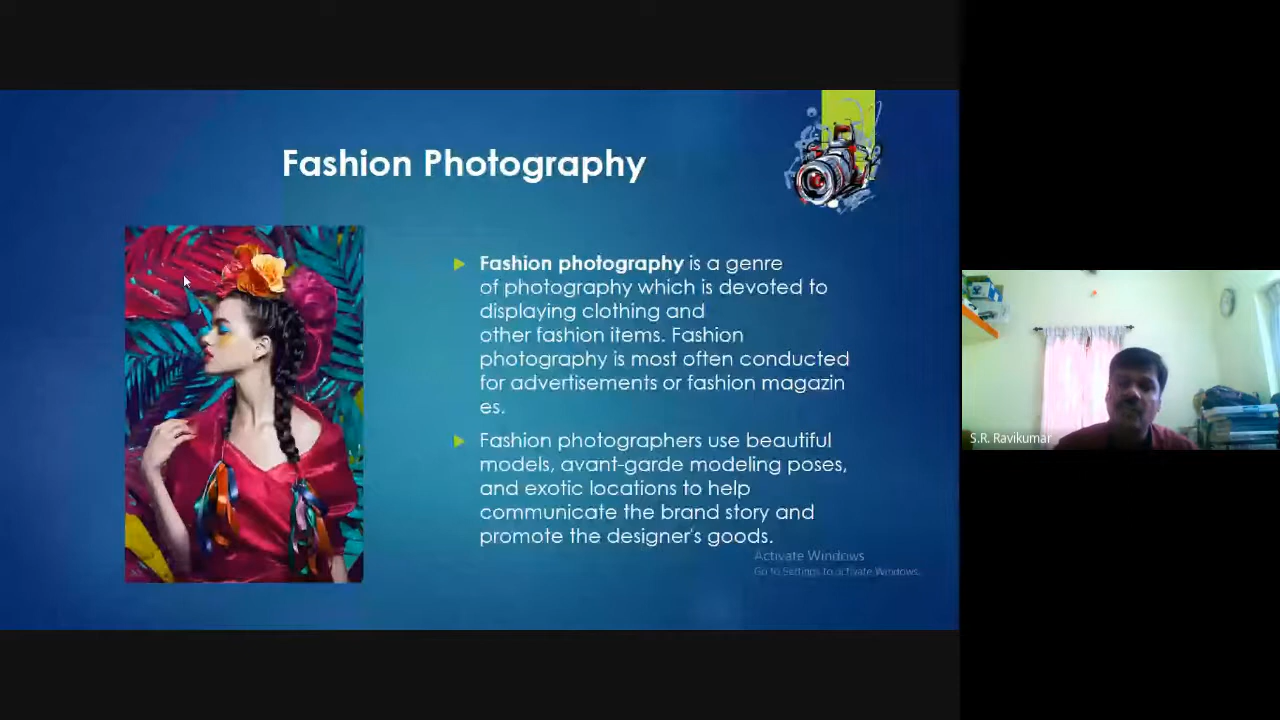 Fashion Photography
Fashion photography is a genre
of photography which is devoted to
displaying clothing and
other fashion items. Fashion
photography is most often conducted
for advertisements or fashion magazin
es.
Fashion photographers use beautiful
models, avant-garde modeling poses,
and exotic locations to help
communicate the brand story and
promote the designer's goods.
Activate Windows
Go to Settings to activate Windows.
S.R. Ravikumar